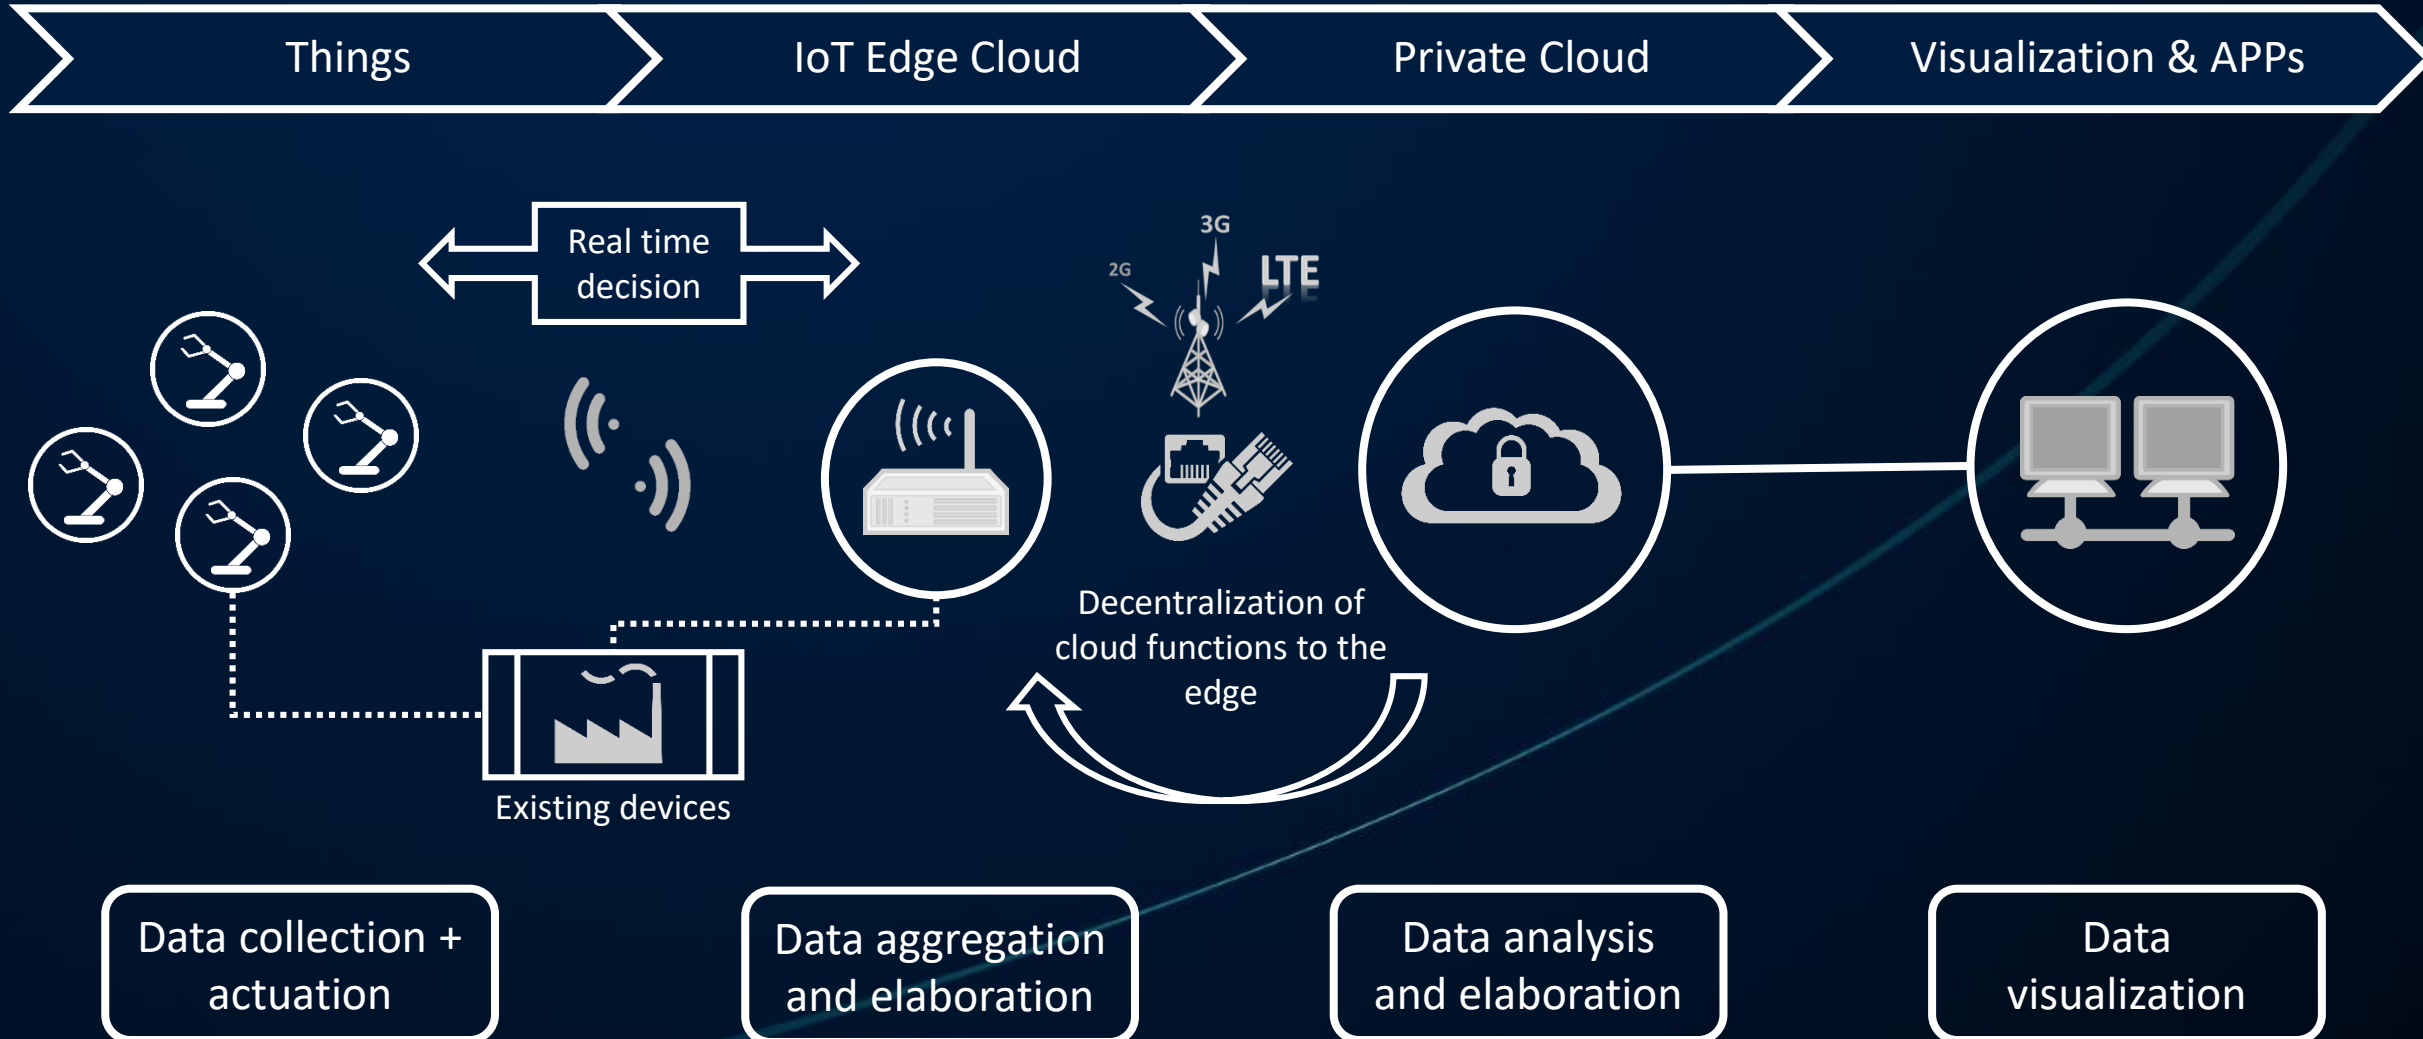 Things
IoT Edge Cloud
Private Cloud
Visualization & APPs
Real time
decision
3G
2G
LTE
Decentralization of
cloud functions to the
edge
Existing devices
Data collection +
actuation
Data aggregation
and elaboration
Data analysis
and elaboration
Data
visualization